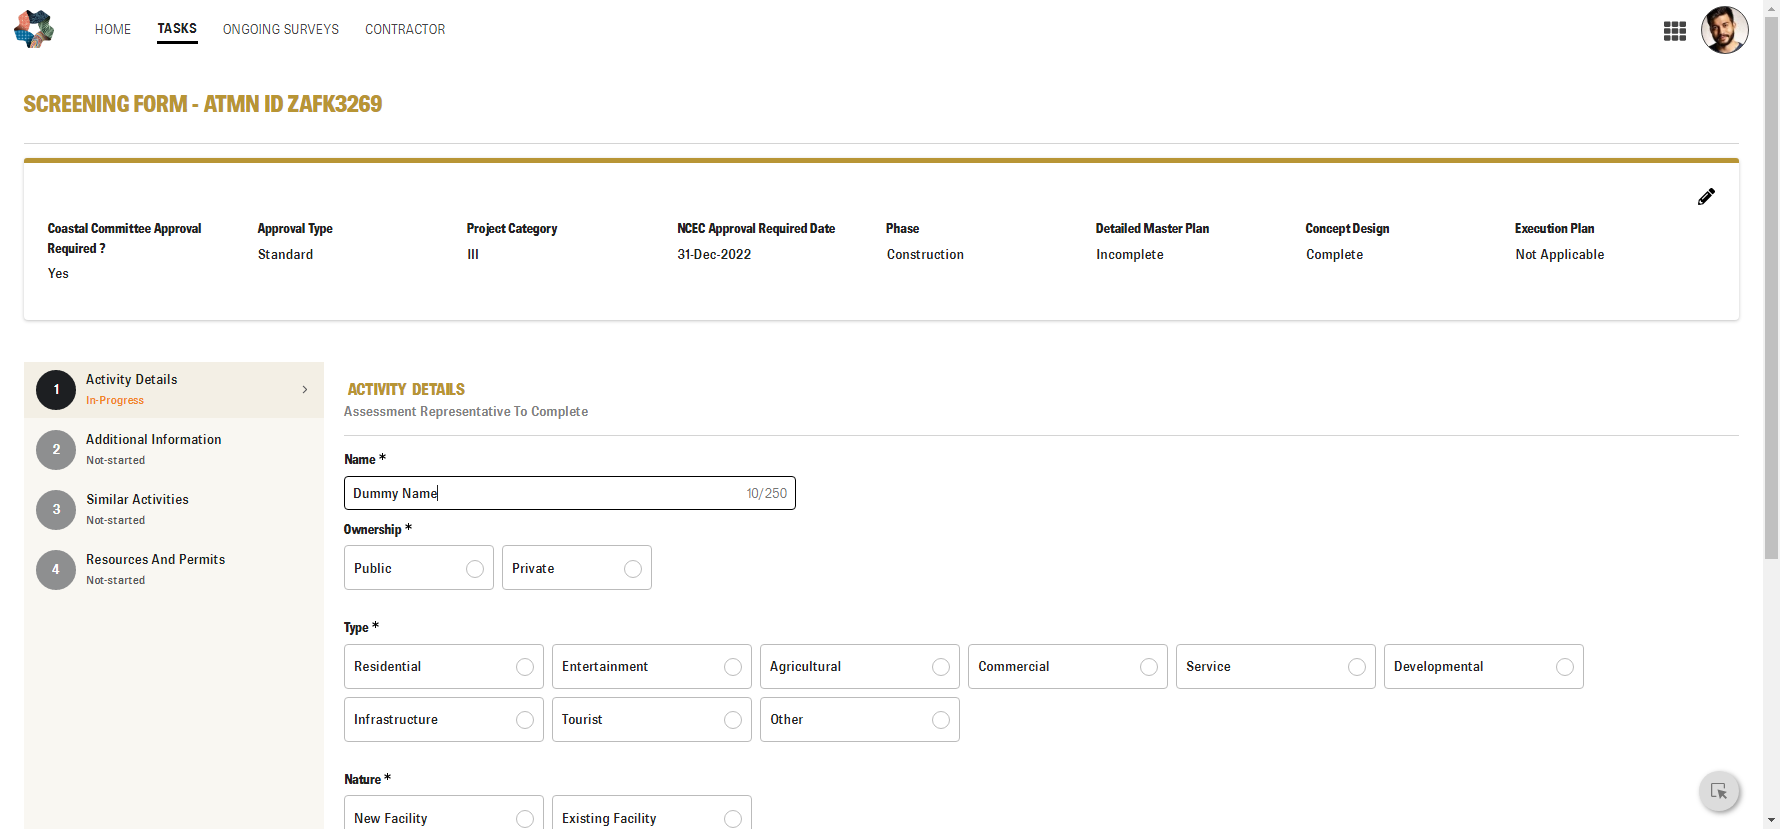 HOME TASKS ONGOING SURVEYS CONTRACTOR
SCREENING FORM - ATMN ID ZAFK3269
Coastal Committee Approval Required ?
Yes
Approval Type
Standard
Project Category
III
NCEC Approval Required Date
31-Dec-2022
Phase
Construction
Detailed Master Plan
Incomplete
Concept Design
Complete
Execution Plan
Not Applicable
1 Activity Details
In-Progress
2 Additional Information
Not-started
3 Similar Activities
Not-started
4 Resources And Permits
Not-started
ACTIVITY DETAILS
Assessment Representative To Complete
Name *
Dummy Name 10/250
Ownership *
Public Private
Type *
Residential Entertainment Agricultural Commercial Service Developmental
Infrastructure Tourist Other
Nature *
New Facility Existing Facility